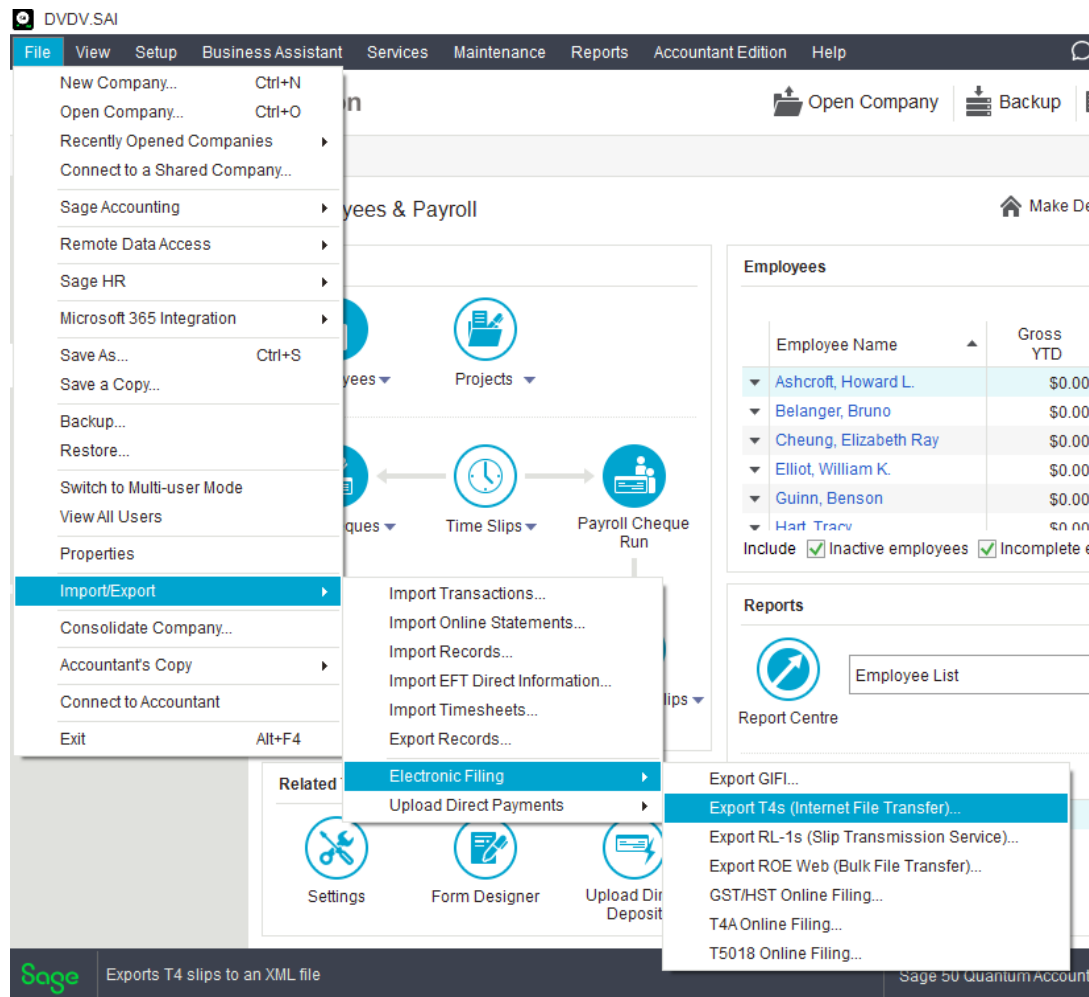 DVDV.SAI
File View Setup Business Assistant Services Maintenance Reports Accountant Edition Help
New Company... Ctrl+N
Open Company... Ctrl+O
Recently Opened Companies
Connect to a Shared Company...
Sage Accounting
Remote Data Access
Sage HR
Microsoft 365 Integration
Save As... Ctrl+S
Save a Copy...
Backup...
Restore...
Switch to Multi-user Mode
View All Users
Properties
Import/Export
Consolidate Company...
Accountant's Copy
Connect to Accountant
Exit Alt+F4
on
Open Company Backup
yees & Payroll
Make De
yees
Projects
ques
Time Slips
Payroll Cheque
Run
lips
Employees
Employee Name
Gross
YTD
Ashcroft, Howard L. $0.00
Belanger, Bruno $0.00
Cheung, Elizabeth Ray $0.00
Elliot, William K. $0.00
Guinn, Benson $0.00
Hart, Tracy $0.00
Include Inactive employees Incomplete e
Reports
Report Centre
Employee List
Import Transactions...
Import Online Statements...
Import Records...
Import EFT Direct Information...
Import Timesheets...
Export Records...
Electronic Filing
Upload Direct Payments
Export GIFI...
Export T4s (Internet File Transfer)...
Export RL-1s (Slip Transmission Service)...
Export ROE Web (Bulk File Transfer)...
GST/HST Online Filing...
T4A Online Filing...
T5018 Online Filing...
Related
Settings
Form Designer
Upload Dir
Deposit
Sage
Exports T4 slips to an XML file
Sage 50 Quantum Account